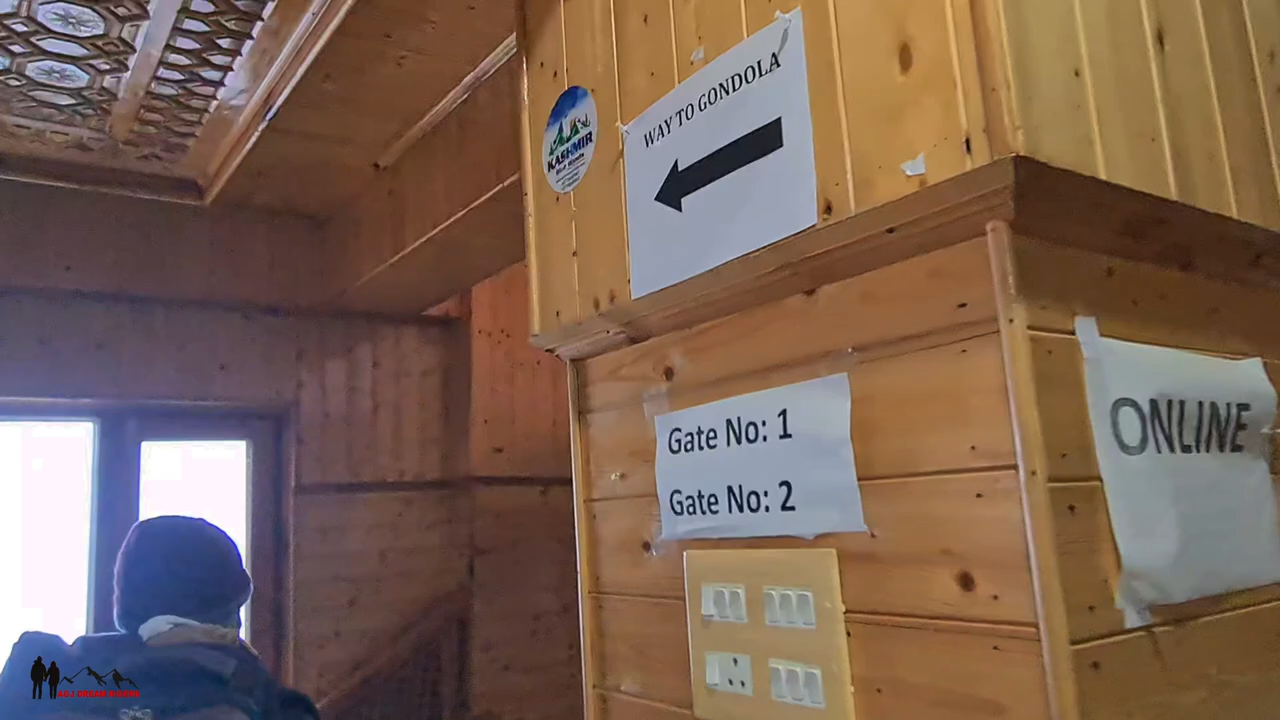 WAY TO GONDOLA
KASHMIR
Gate No: 1
Gate No: 2
ONLINE